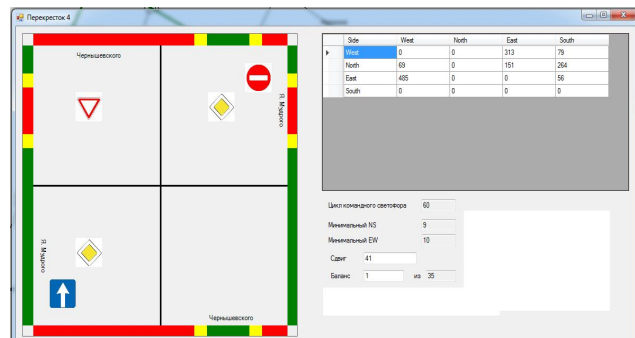 Перекресток 4
Чернышевского
Я. Мудрого
Я. Мудрого
Чернышевского
Side West North East South
West 0 0 313 79
North 69 0 151 264
East 485 0 0 56
South 0 0 0 0
Цикл командного светофора 60
Минимальный NS 9
Минимальный EW 10
Сдвиг 41
Баланс 1 из 35